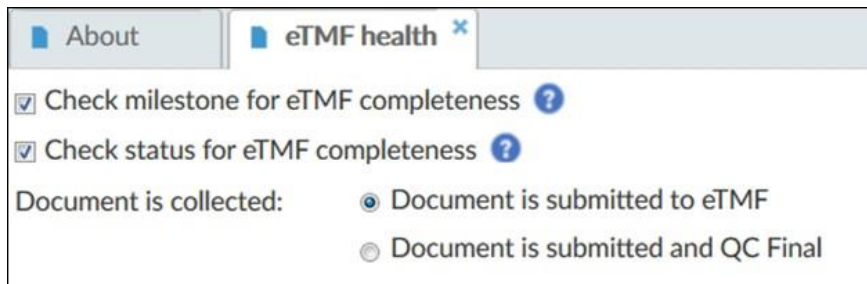 About
eTMF health
Check milestone for eTMF completeness ?
Check status for eTMF completeness ?
Document is collected: Document is submitted to eTMF
Document is submitted and QC Final